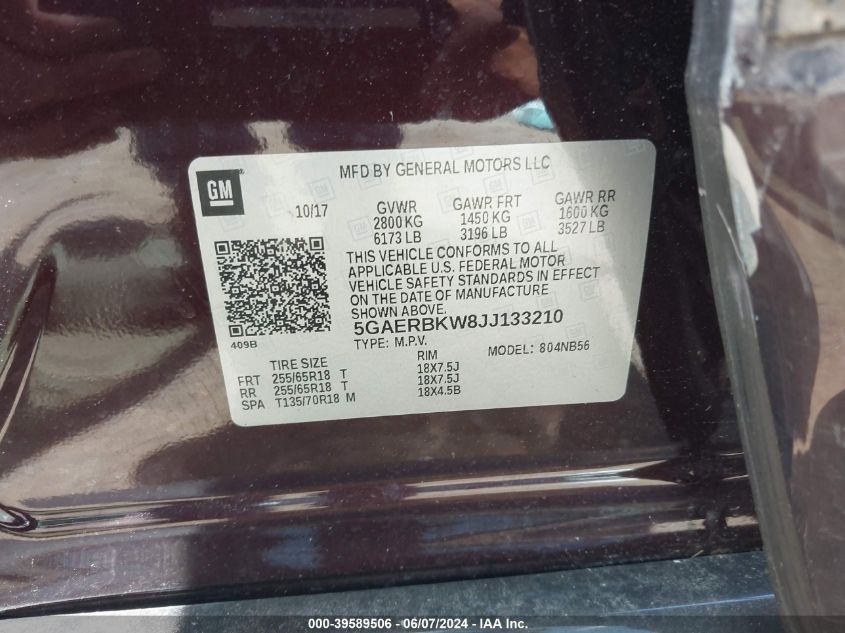 GM
MFD BY GENERAL MOTORS LLC
10/17
GVWR GAWR FRT GAWR RR
2800 KG 1450 KG 1600 KG
6173 LB 3196 LB 3527 LB
THIS VEHICLE CONFORMS TO ALL
APPLICABLE U.S. FEDERAL MOTOR
VEHICLE SAFETY STANDARDS IN EFFECT
ON THE DATE OF MANUFACTURE
SHOWN ABOVE.
5GAERBKW8JJ133210
409B
TYPE: M.P.V. MODEL: 804NB56
TIRE SIZE RIM
FRT 255/65R18 T 18X7.5J
RR 255/65R18 T 18X7.5J
SPA T135/70R18 M 18X4.5B
000-39589506 - 06/07/2024 - IAAI.com